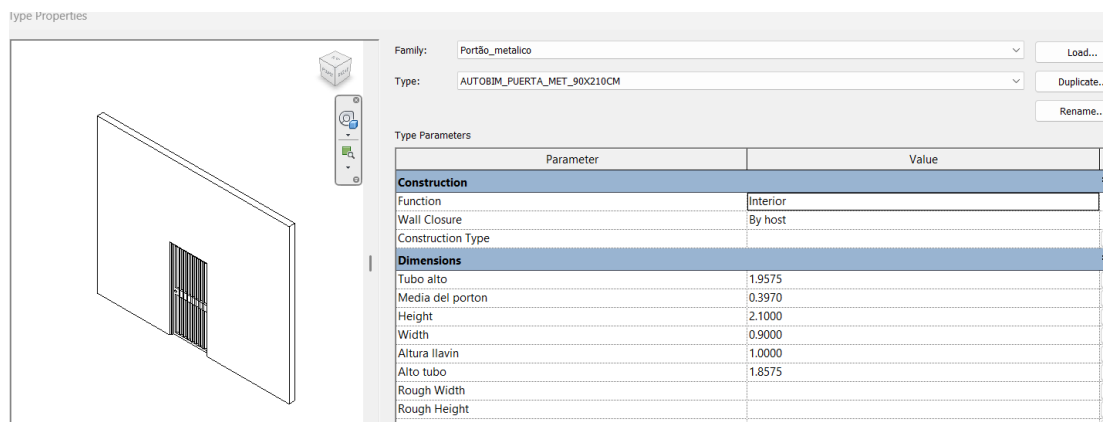 Type Properties
Family: Portão_metalico Load...
Type: AUTOBIM_PUERTA_MET_90X210CM Duplicate...
Rename...
Type Parameters
Parameter Value
Construction
Function Interior
Wall Closure By host
Construction Type
Dimensions
Tubo alto 1.9575
Media del porton 0.3970
Height 2.1000
Width 0.9000
Altura llavin 1.0000
Alto tubo 1.8575
Rough Width
Rough Height